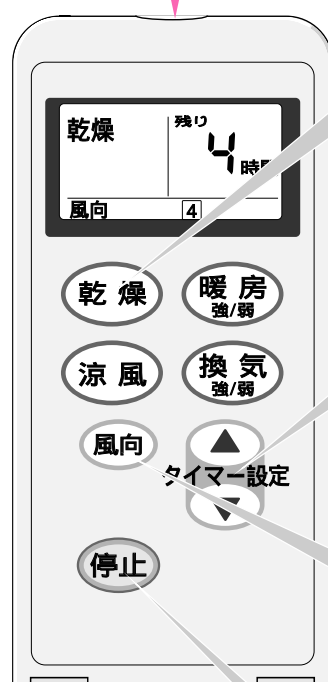 乾燥
残り
4 時間
風向 4
乾燥
暖房
強/弱
涼風
換気
強/弱
風向
▲
タイマー設定
▼
停止